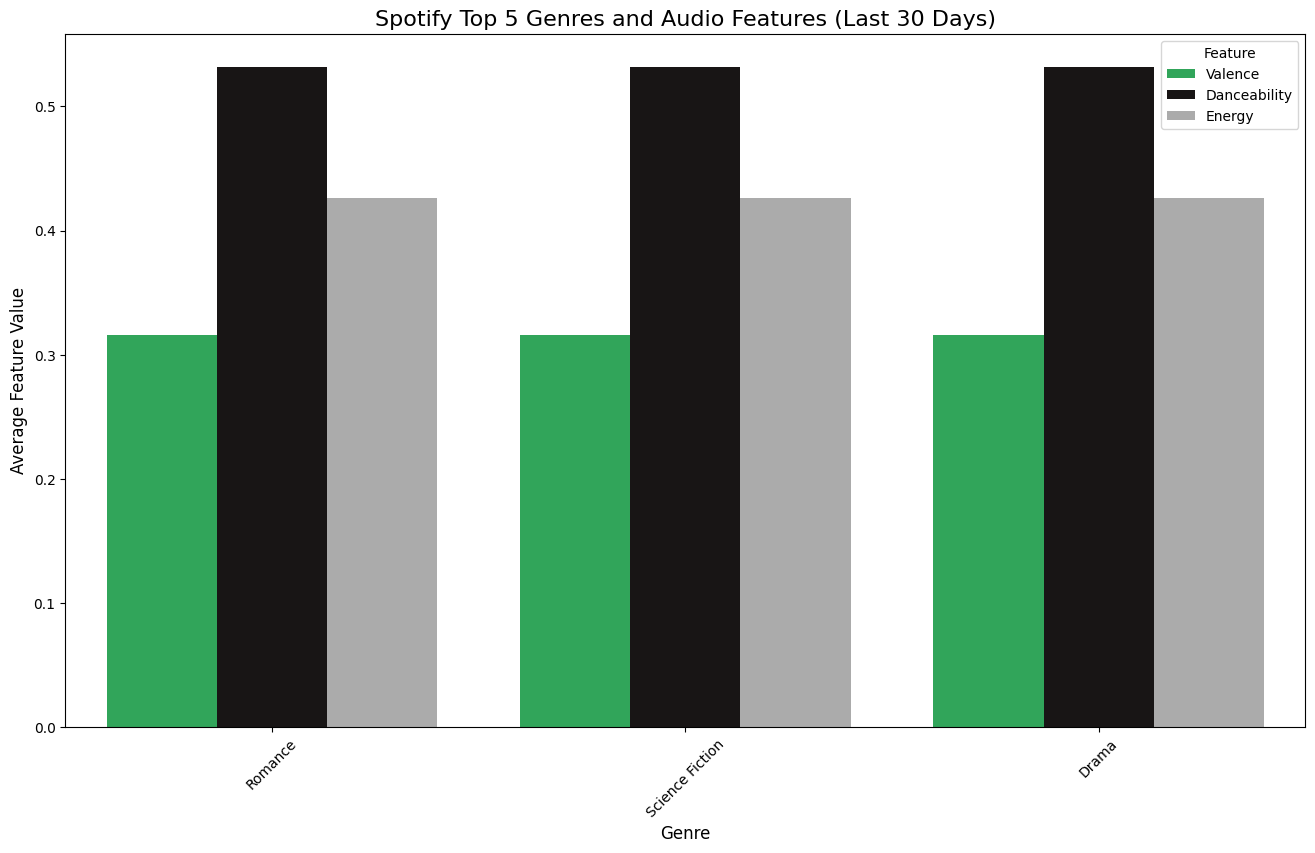 Spotify Top 5 Genres and Audio Features (Last 30 Days)
Feature
Valence
Danceability
Energy
Average Feature Value
0.5
0.4
0.3
0.2
0.1
0.0
Romance
Science Fiction
Drama
Genre